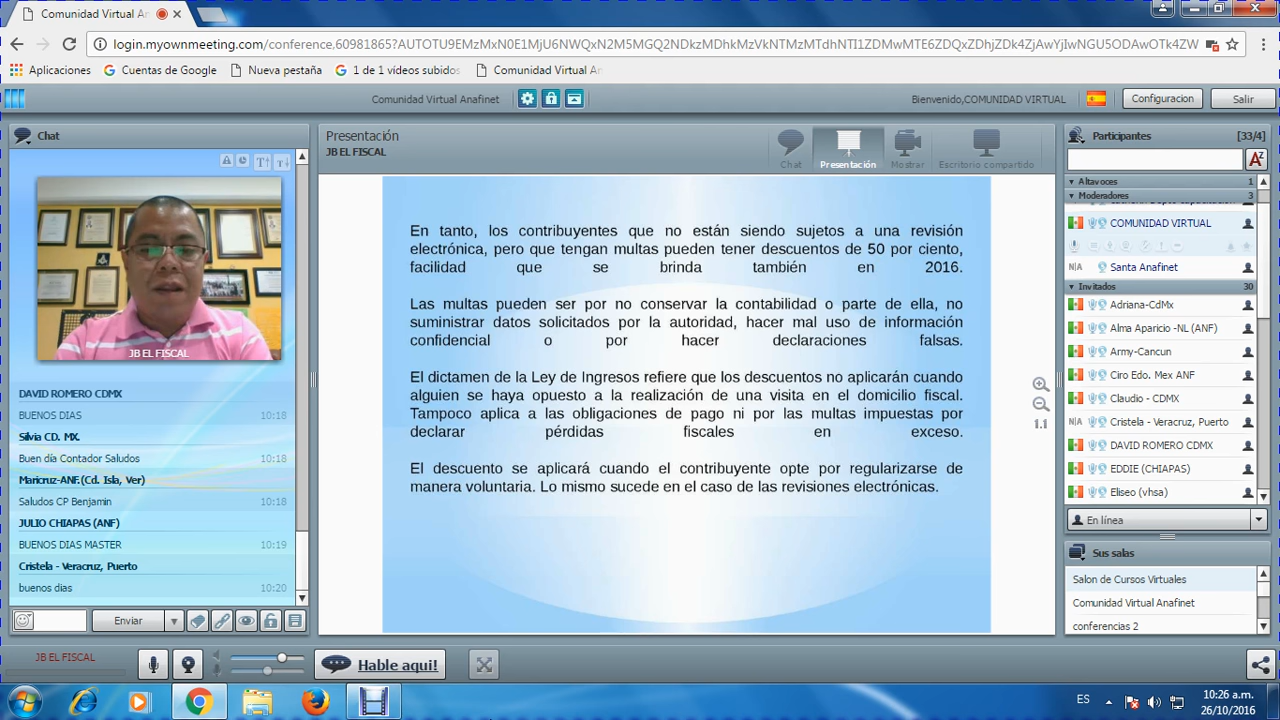 Comunidad Virtual Anafinet
login.myownmeeting.com/conference,60981865?AUTOTU9EMzMxN0E1MjU6NWQxN2M5MGQ2NDkzMDhkMzVkNTMzMTdhNTI1ZDMwMTE6ZDQxZDhjZDk4ZjAwYjIwNGU5ODAwOTk4ZW
Aplicaciones
Cuentas de Google
Nueva pestaña
1 de 1 vídeos subidos
Comunidad Virtual An
Comunidad Virtual Anafinet
Bienvenido,COMUNIDAD VIRTUAL
Configuracion
Salir
Chat
JB EL FISCAL
DAVID ROMERO CDMX
BUENOS DIAS 10:18
Silvia CD. MX.
Buen día Contador Saludos 10:18
Maricruz-ANF.(Cd. Isla, Ver)
Saludos CP Benjamin 10:18
JULIO CHIAPAS (ANF)
BUENOS DIAS MASTER 10:19
Cristela - Veracruz, Puerto
buenos dias 10:20
Enviar
Presentación
JB EL FISCAL
Chat
Presentación
Mostrar
Escritorio compartido
En tanto, los contribuyentes que no están siendo sujetos a una revisión
electrónica, pero que tengan multas pueden tener descuentos de 50 por ciento,
facilidad que se brinda también en 2016.
Las multas pueden ser por no conservar la contabilidad o parte de ella, no
suministrar datos solicitados por la autoridad, hacer mal uso de información
confidencial o por hacer declaraciones falsas.
El dictamen de la Ley de Ingresos refiere que los descuentos no aplicarán cuando
alguien se haya opuesto a la realización de una visita en el domicilio fiscal.
Tampoco aplica a las obligaciones de pago ni por las multas impuestas por
declarar pérdidas fiscales en exceso.
El descuento se aplicará cuando el contribuyente opte por regularizarse de
manera voluntaria. Lo mismo sucede en el caso de las revisiones electrónicas.
1.1
Participantes [33/4]
Altavoces 1
Moderadores 3
COMUNIDAD VIRTUAL
N|A Santa Anafinet
Invitados 30
Adriana-CdMx
Alma Aparicio -NL (ANF)
Army-Cancun
Ciro Edo. Mex ANF
Claudio - CDMX
N|A Cristela - Veracruz, Puerto
DAVID ROMERO CDMX
EDDIE (CHIAPAS)
Eliseo (vhsa)
En línea
Sus salas
Salon de Cursos Virtuales
Comunidad Virtual Anafinet
conferencias 2
JB EL FISCAL
Hable aqui!
ES
10:26 a.m.
26/10/2016